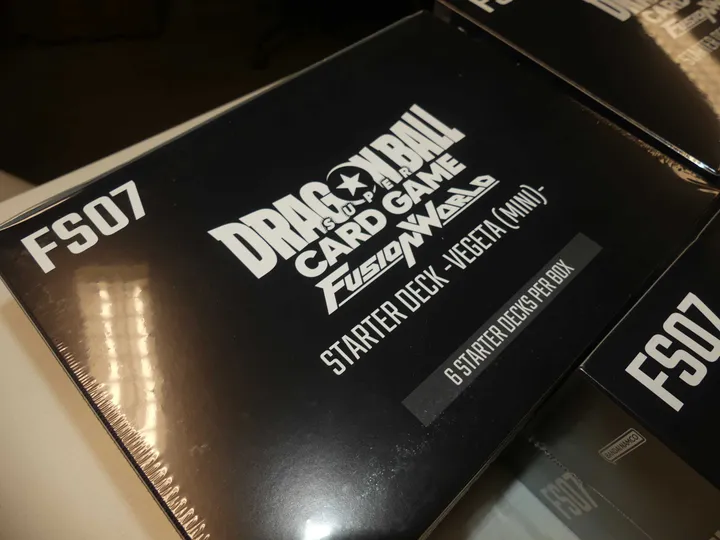 FS07
DRAGON BALL
SUPER
CARD GAME
FUSION WORLD
STARTER DECK -VEGETA (MINI)-
6 STARTER DECKS PER BOX
FS07
FS07